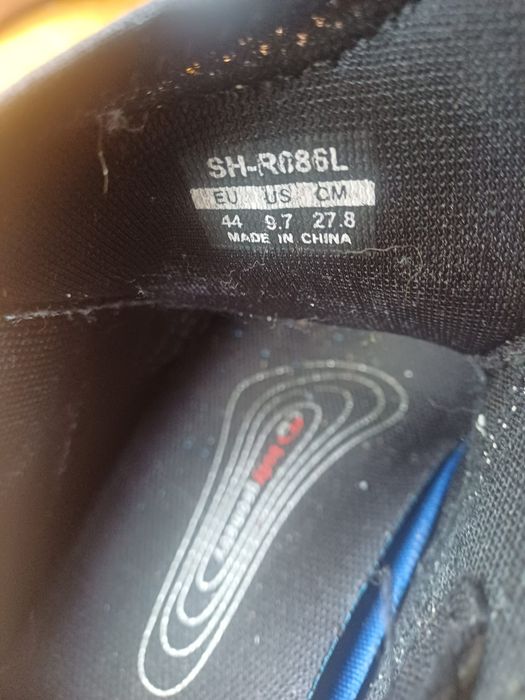 SH-R086L
EU US CM
44 9.7 27.8
MADE IN CHINA